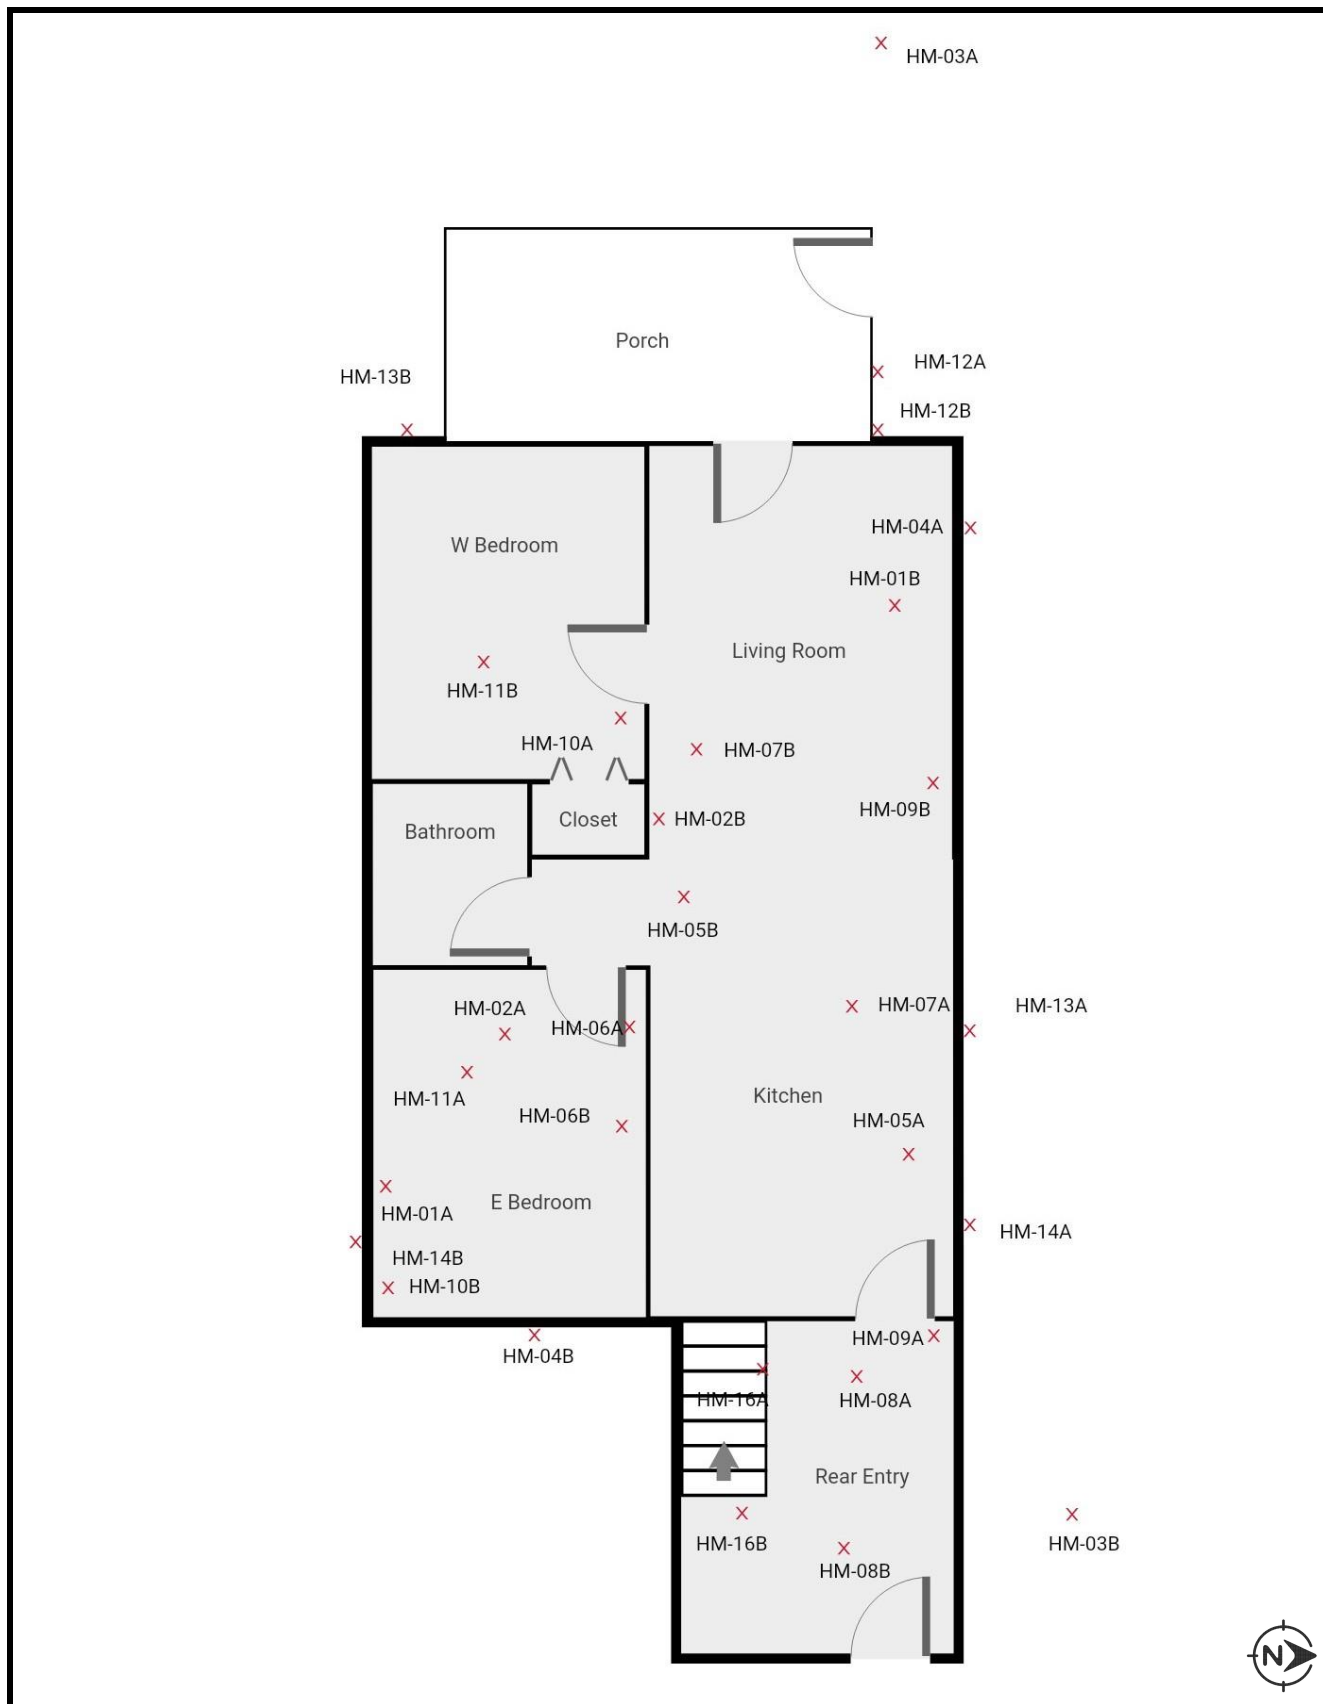 HM-03A
Porch
HM-12A
HM-13B
HM-12B
HM-04A
W Bedroom
HM-01B
Living Room
HM-11B
HM-10A
HM-07B
HM-09B
Closet
HM-02B
Bathroom
HM-05B
HM-07A
HM-13A
HM-02A
HM-06A
HM-11A
Kitchen
HM-06B
HM-05A
E Bedroom
HM-01A
HM-14A
HM-14B
HM-10B
HM-09A
HM-04B
HM-16A
HM-08A
Rear Entry
HM-16B
HM-03B
HM-08B
N